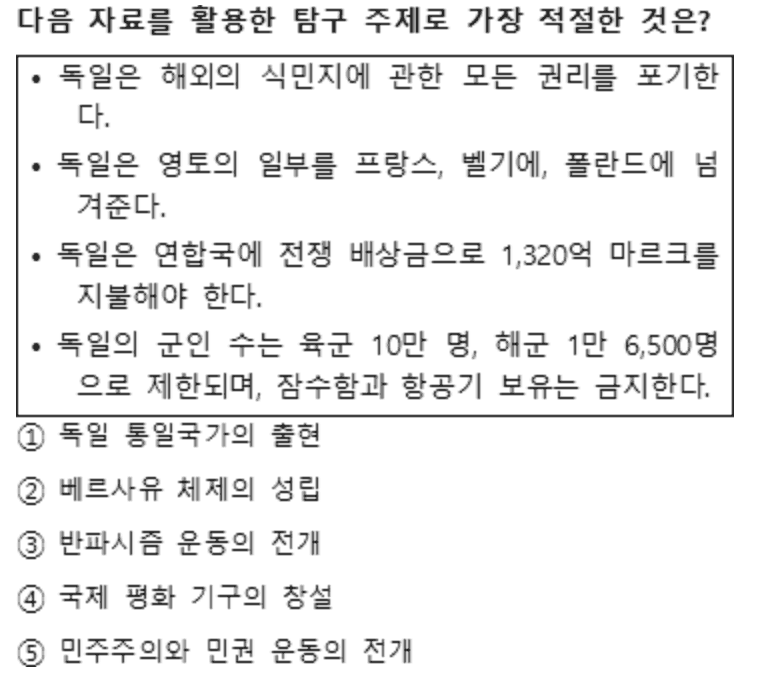 다음 자료를 활용한 탐구 주제로 가장 적절한 것은?
• 독일은 해외의 식민지에 관한 모든 권리를 포기한
다.
• 독일은 영토의 일부를 프랑스, 벨기에, 폴란드에 넘
겨준다.
• 독일은 연합국에 전쟁 배상금으로 1,320억 마르크를
지불해야 한다.
• 독일의 군인 수는 육군 10만 명, 해군 1만 6,500명
으로 제한되며, 잠수함과 항공기 보유는 금지한다.
① 독일 통일국가의 출현
② 베르사유 체제의 성립
③ 반파시즘 운동의 전개
④ 국제 평화 기구의 창설
⑤ 민주주의와 민권 운동의 전개